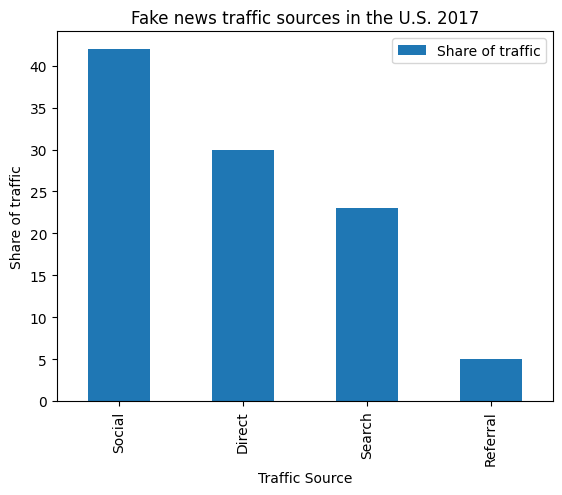 Fake news traffic sources in the U.S. 2017
Share of traffic
Share of traffic
40
35
30
25
20
15
10
5
0
Social
Direct
Search
Referral
Traffic Source